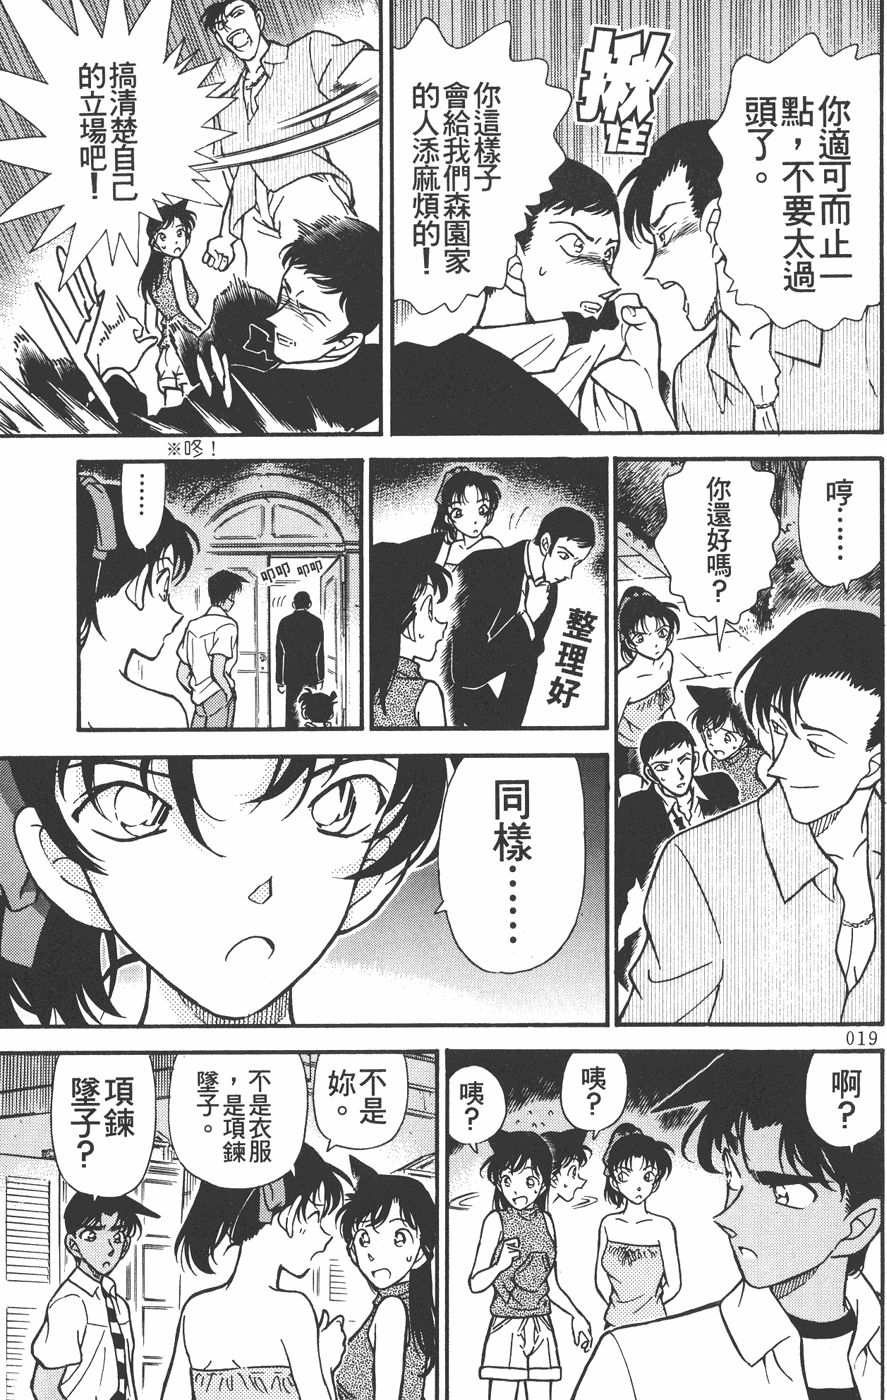 你適可而止一
點，不要太過
頭了。
揪住
你這樣子
會給我們森園家
的人添麻煩的！
搞清楚自己
的立場吧！
※咚！
哼……
你還好嗎？
整理好
叩叩 叩叩
……
同樣……
019
啊？
咦？
咦？
不是
妳。
不是衣服
，是項鍊
墜子。
項鍊
墜子？